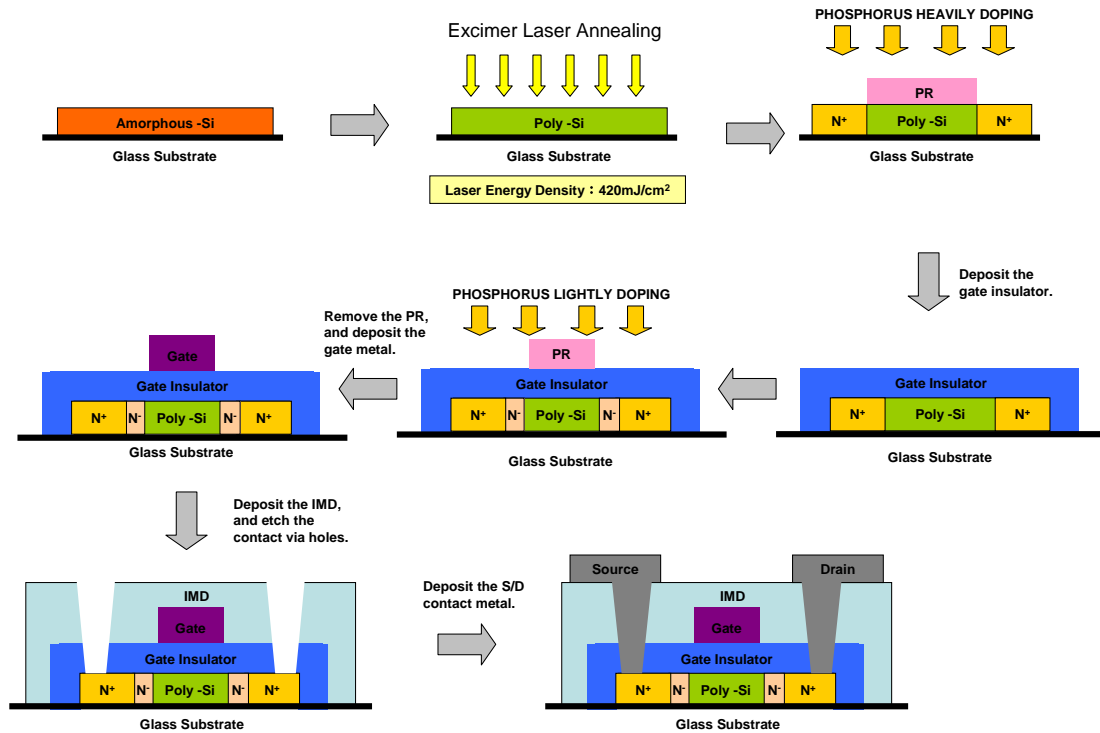 Excimer Laser Annealing
Amorphous -Si
Glass Substrate
Poly -Si
Glass Substrate
Laser Energy Density：420mJ/cm²
PHOSPHORUS HEAVILY DOPING
PR
N⁺ Poly -Si N⁺
Glass Substrate
Deposit the
gate insulator.
Gate Insulator
N⁺ Poly -Si N⁺
Glass Substrate
PHOSPHORUS LIGHTLY DOPING
PR
Gate Insulator
N⁺ N⁻ Poly -Si N⁻ N⁺
Glass Substrate
Remove the PR,
and deposit the
gate metal.
Gate
Gate Insulator
N⁺ N⁻ Poly -Si N⁻ N⁺
Glass Substrate
Deposit the IMD,
and etch the
contact via holes.
IMD
Gate
Gate Insulator
N⁺ N⁻ Poly -Si N⁻ N⁺
Glass Substrate
Deposit the S/D
contact metal.
Source Drain
IMD
Gate
Gate Insulator
N⁺ N⁻ Poly -Si N⁻ N⁺
Glass Substrate